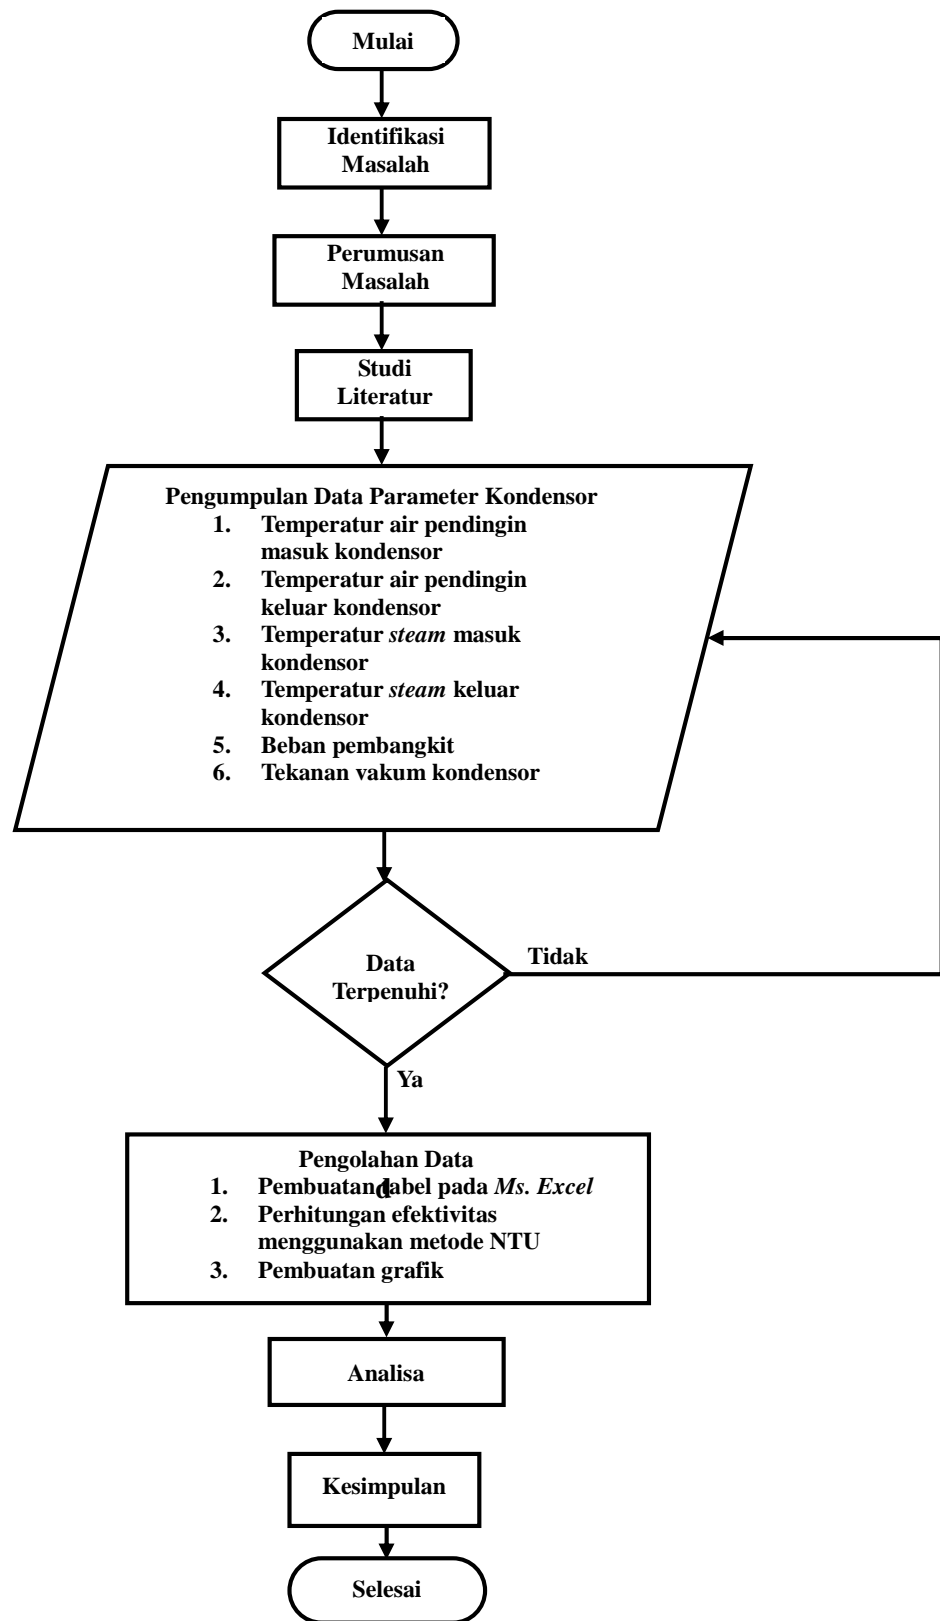 Mulai
Identifikasi
Masalah
Perumusan
Masalah
Studi
Literatur
Pengumpulan Data Parameter Kondensor
1. Temperatur air pendingin
masuk kondensor
2. Temperatur air pendingin
keluar kondensor
3. Temperatur steam masuk
kondensor
4. Temperatur steam keluar
kondensor
5. Beban pembangkit
6. Tekanan vakum kondensor
Data
Terpenuhi?
Tidak
Ya
Pengolahan Data
1. Pembuatan tabel pada Ms. Excel
d
2. Perhitungan efektivitas
menggunakan metode NTU
3. Pembuatan grafik
Analisa
Kesimpulan
Selesai